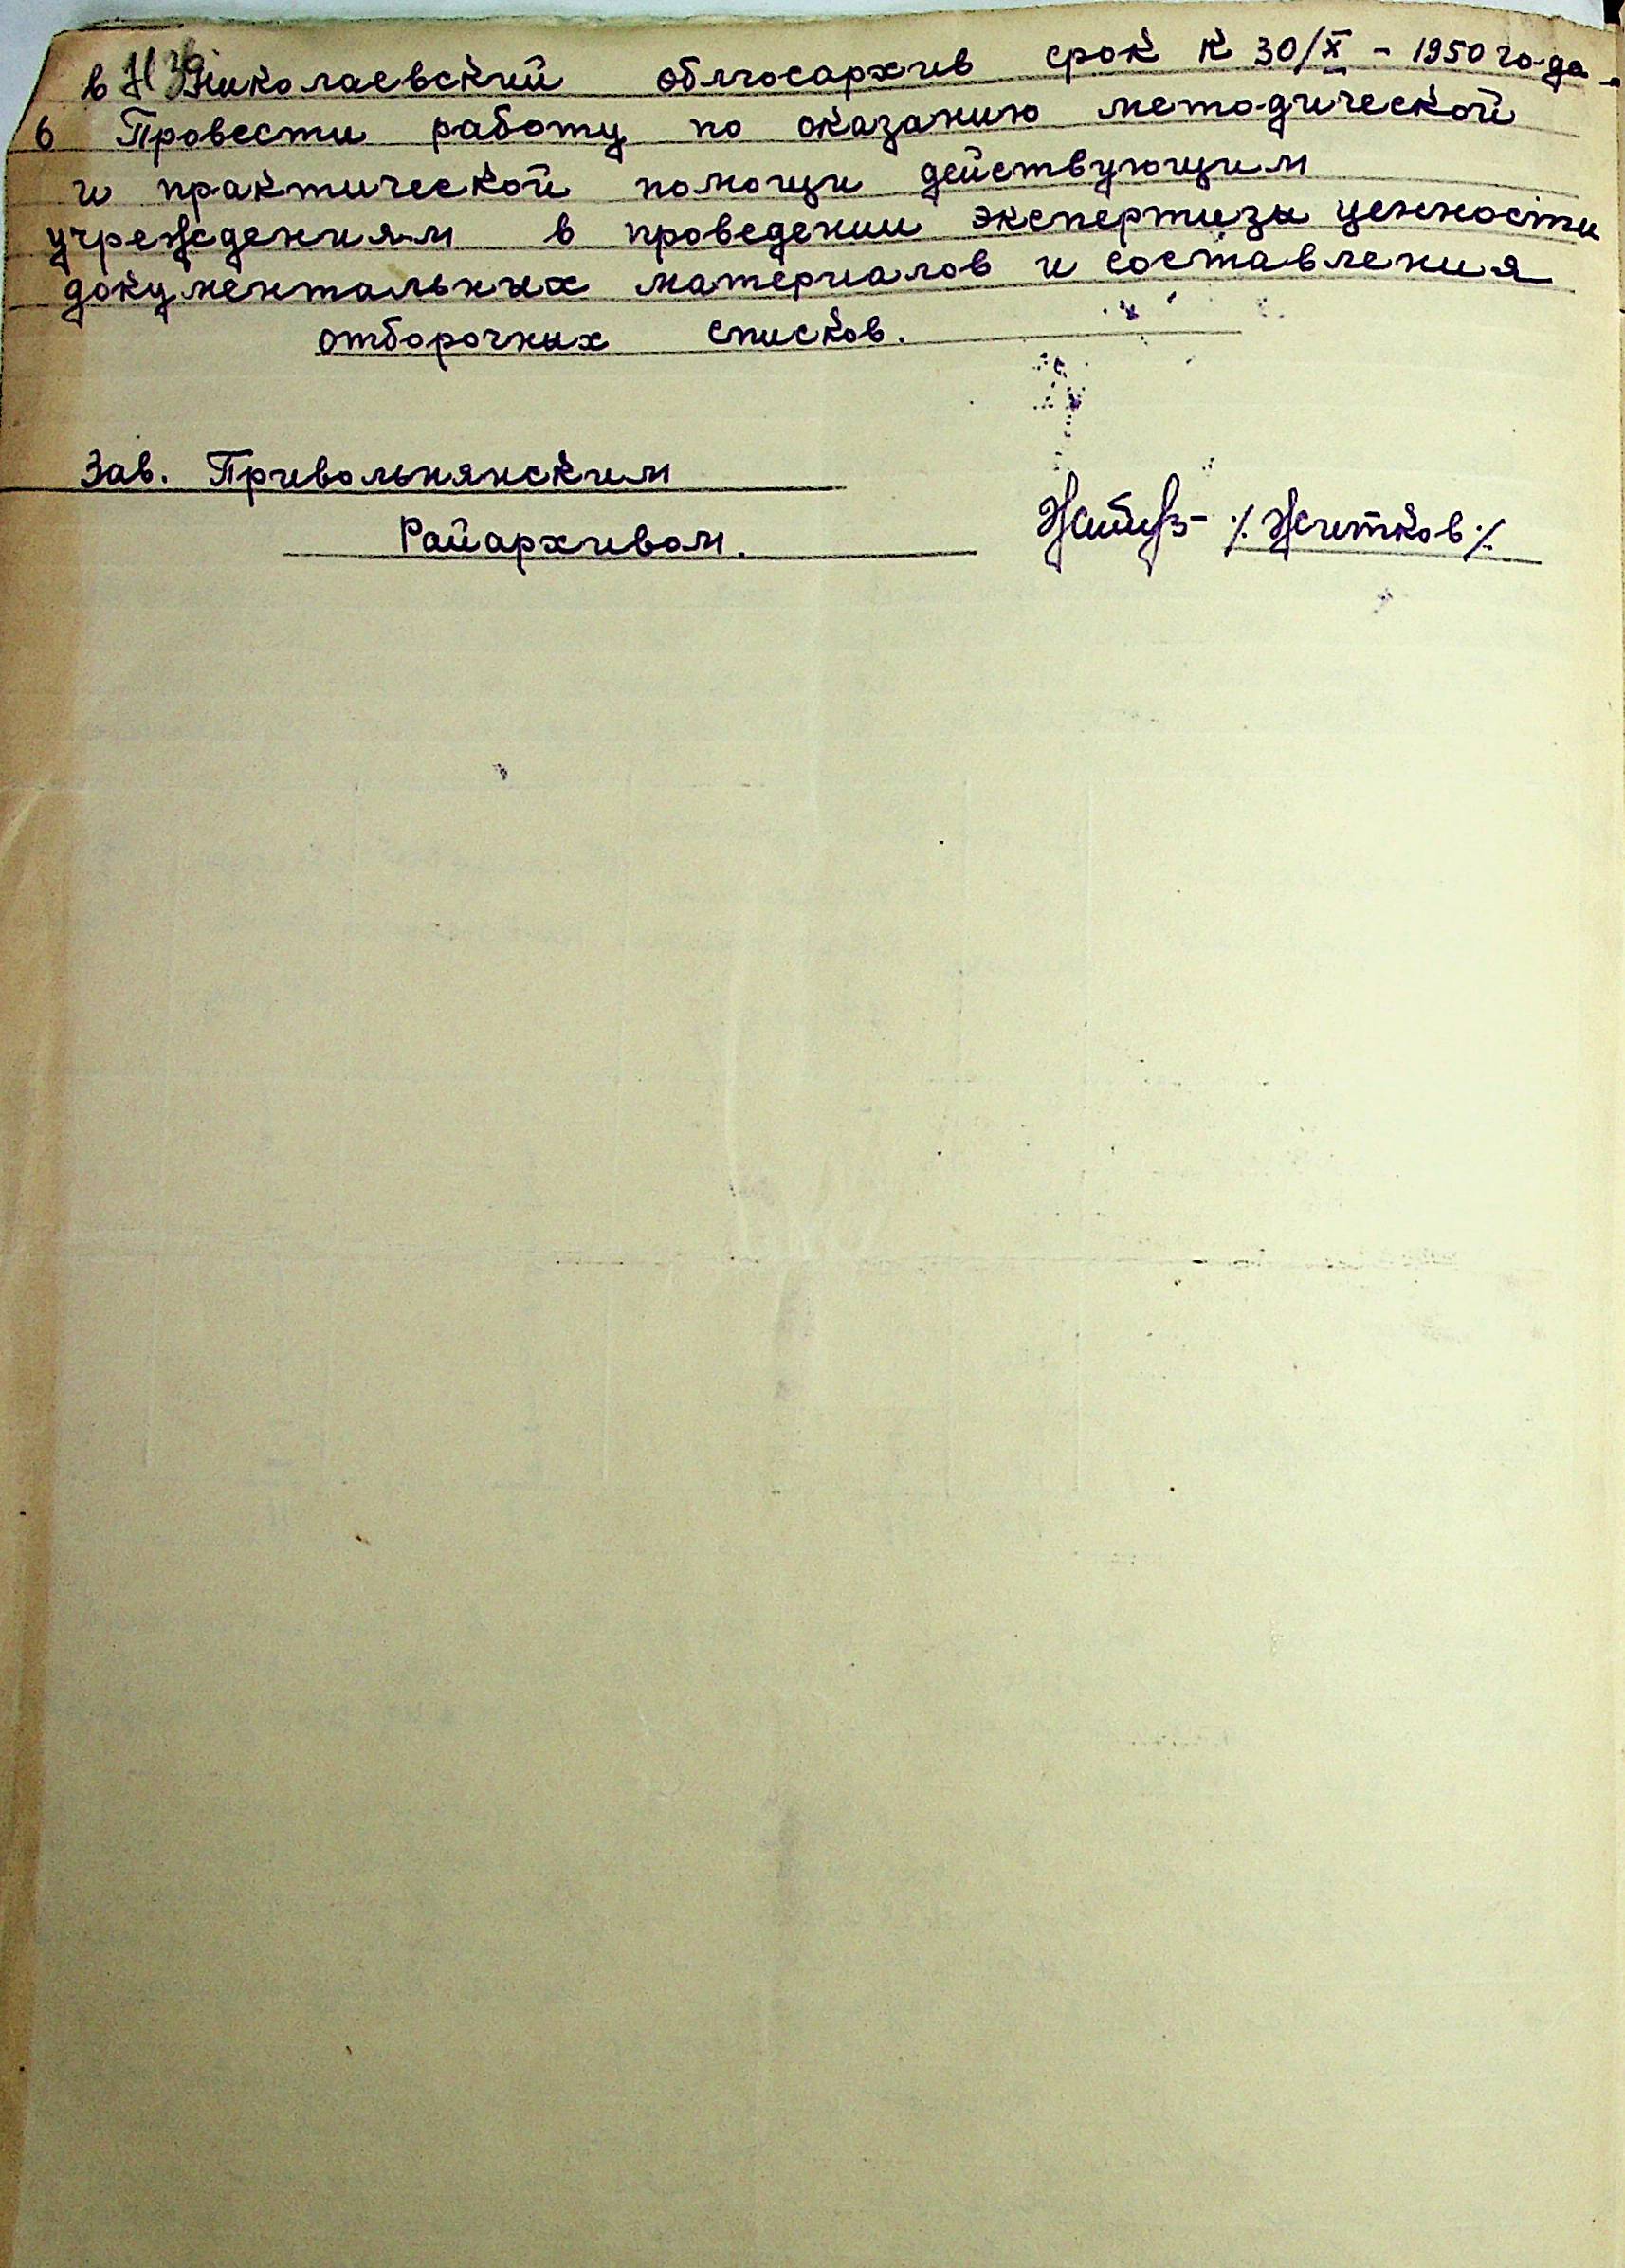 в Николаевский облгосархив срок к 30/X - 1950 года.
6 Провести работу по оказанию методической
и практической помощи действующим
учреждениям в проведении экспертизы ценности
документальных материалов и составления
отборочных списков.
Зав. Привольнянским
Райархивом. ./. Житков ./.